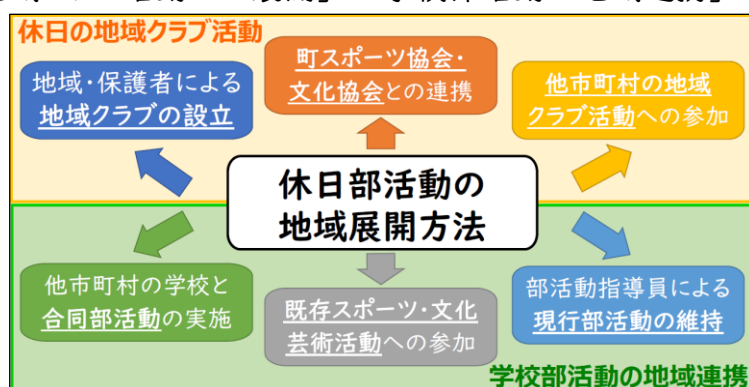 休日の地域クラブ活動
地域・保護者による
地域クラブの設立
町スポーツ協会・
文化協会との連携
他市町村の地域
クラブ活動への参加
休日部活動の
地域展開方法
他市町村の学校と
合同部活動の実施
既存スポーツ・文化
芸術活動への参加
部活動指導員による
現行部活動の維持
学校部活動の地域連携